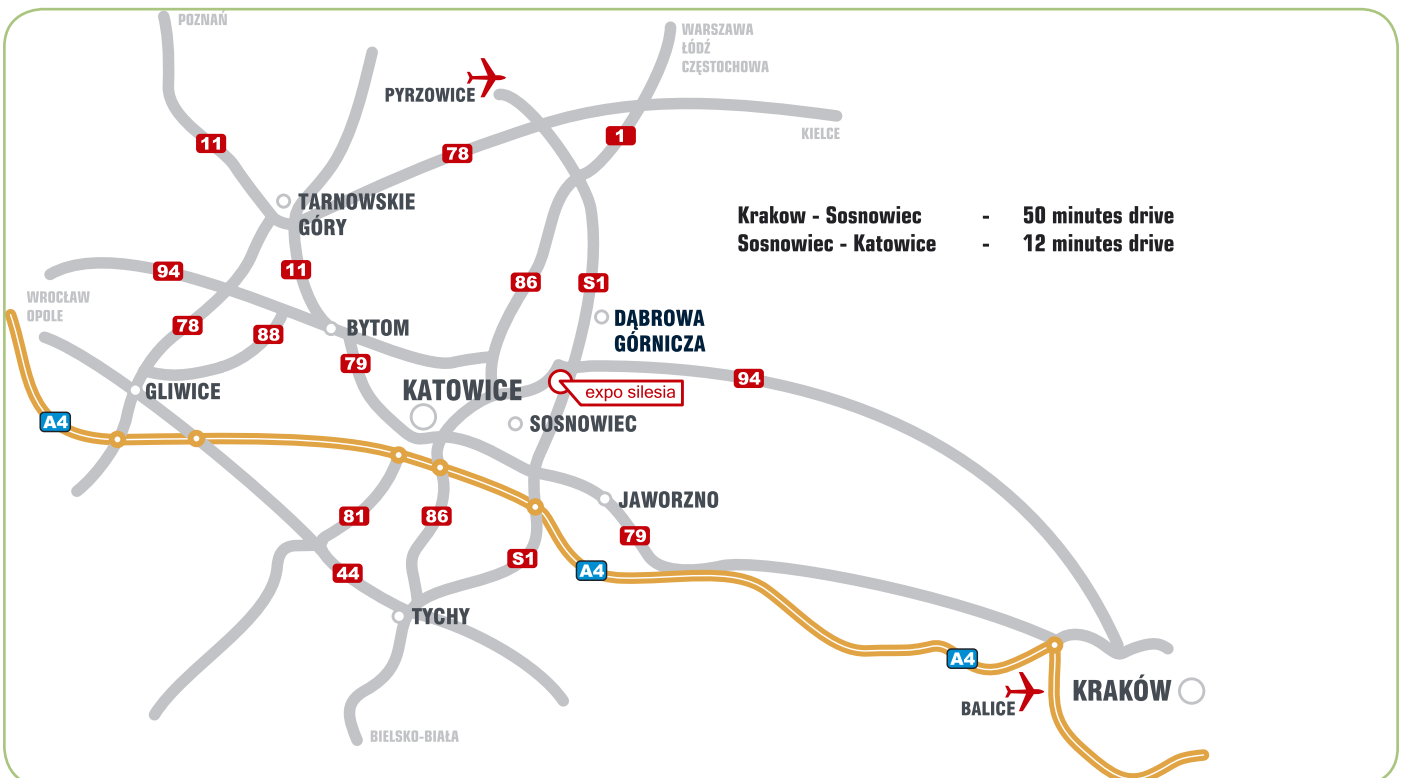 POZNAŃ
WARSZAWA
ŁÓDŹ
CZĘSTOCHOWA
PYRZOWICE
KIELCE
11
78
1
TARNOWSKIE
GÓRY
Krakow - Sosnowiec - 50 minutes drive
Sosnowiec - Katowice - 12 minutes drive
94
11
86
S1
WROCŁAW
OPOLE
78
88
BYTOM
DĄBROWA
GÓRNICZA
79
GLIWICE
KATOWICE
expo silesia
94
A4
SOSNOWIEC
JAWORZNO
81
86
79
S1
44
A4
TYCHY
A4
BALICE
KRAKÓW
BIELSKO-BIAŁA